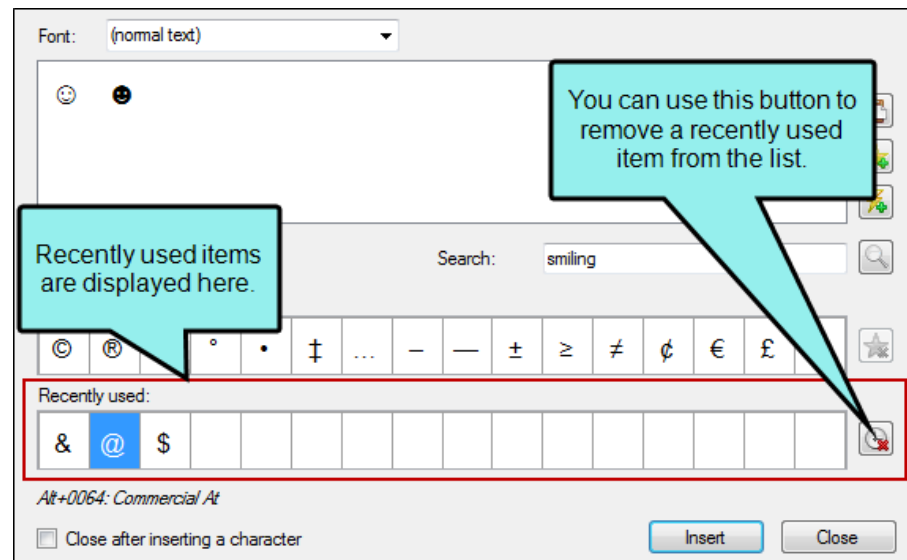 Font: (normal text)
☺ ☻
You can use this button to
remove a recently used
item from the list.
Recently used items
are displayed here.
Search: smiling
© ® ° • ‡ … – — ± ≥ ≠ ¢ € £
Recently used:
& @ $
Alt+0064: Commercial At
Close after inserting a character
Insert
Close